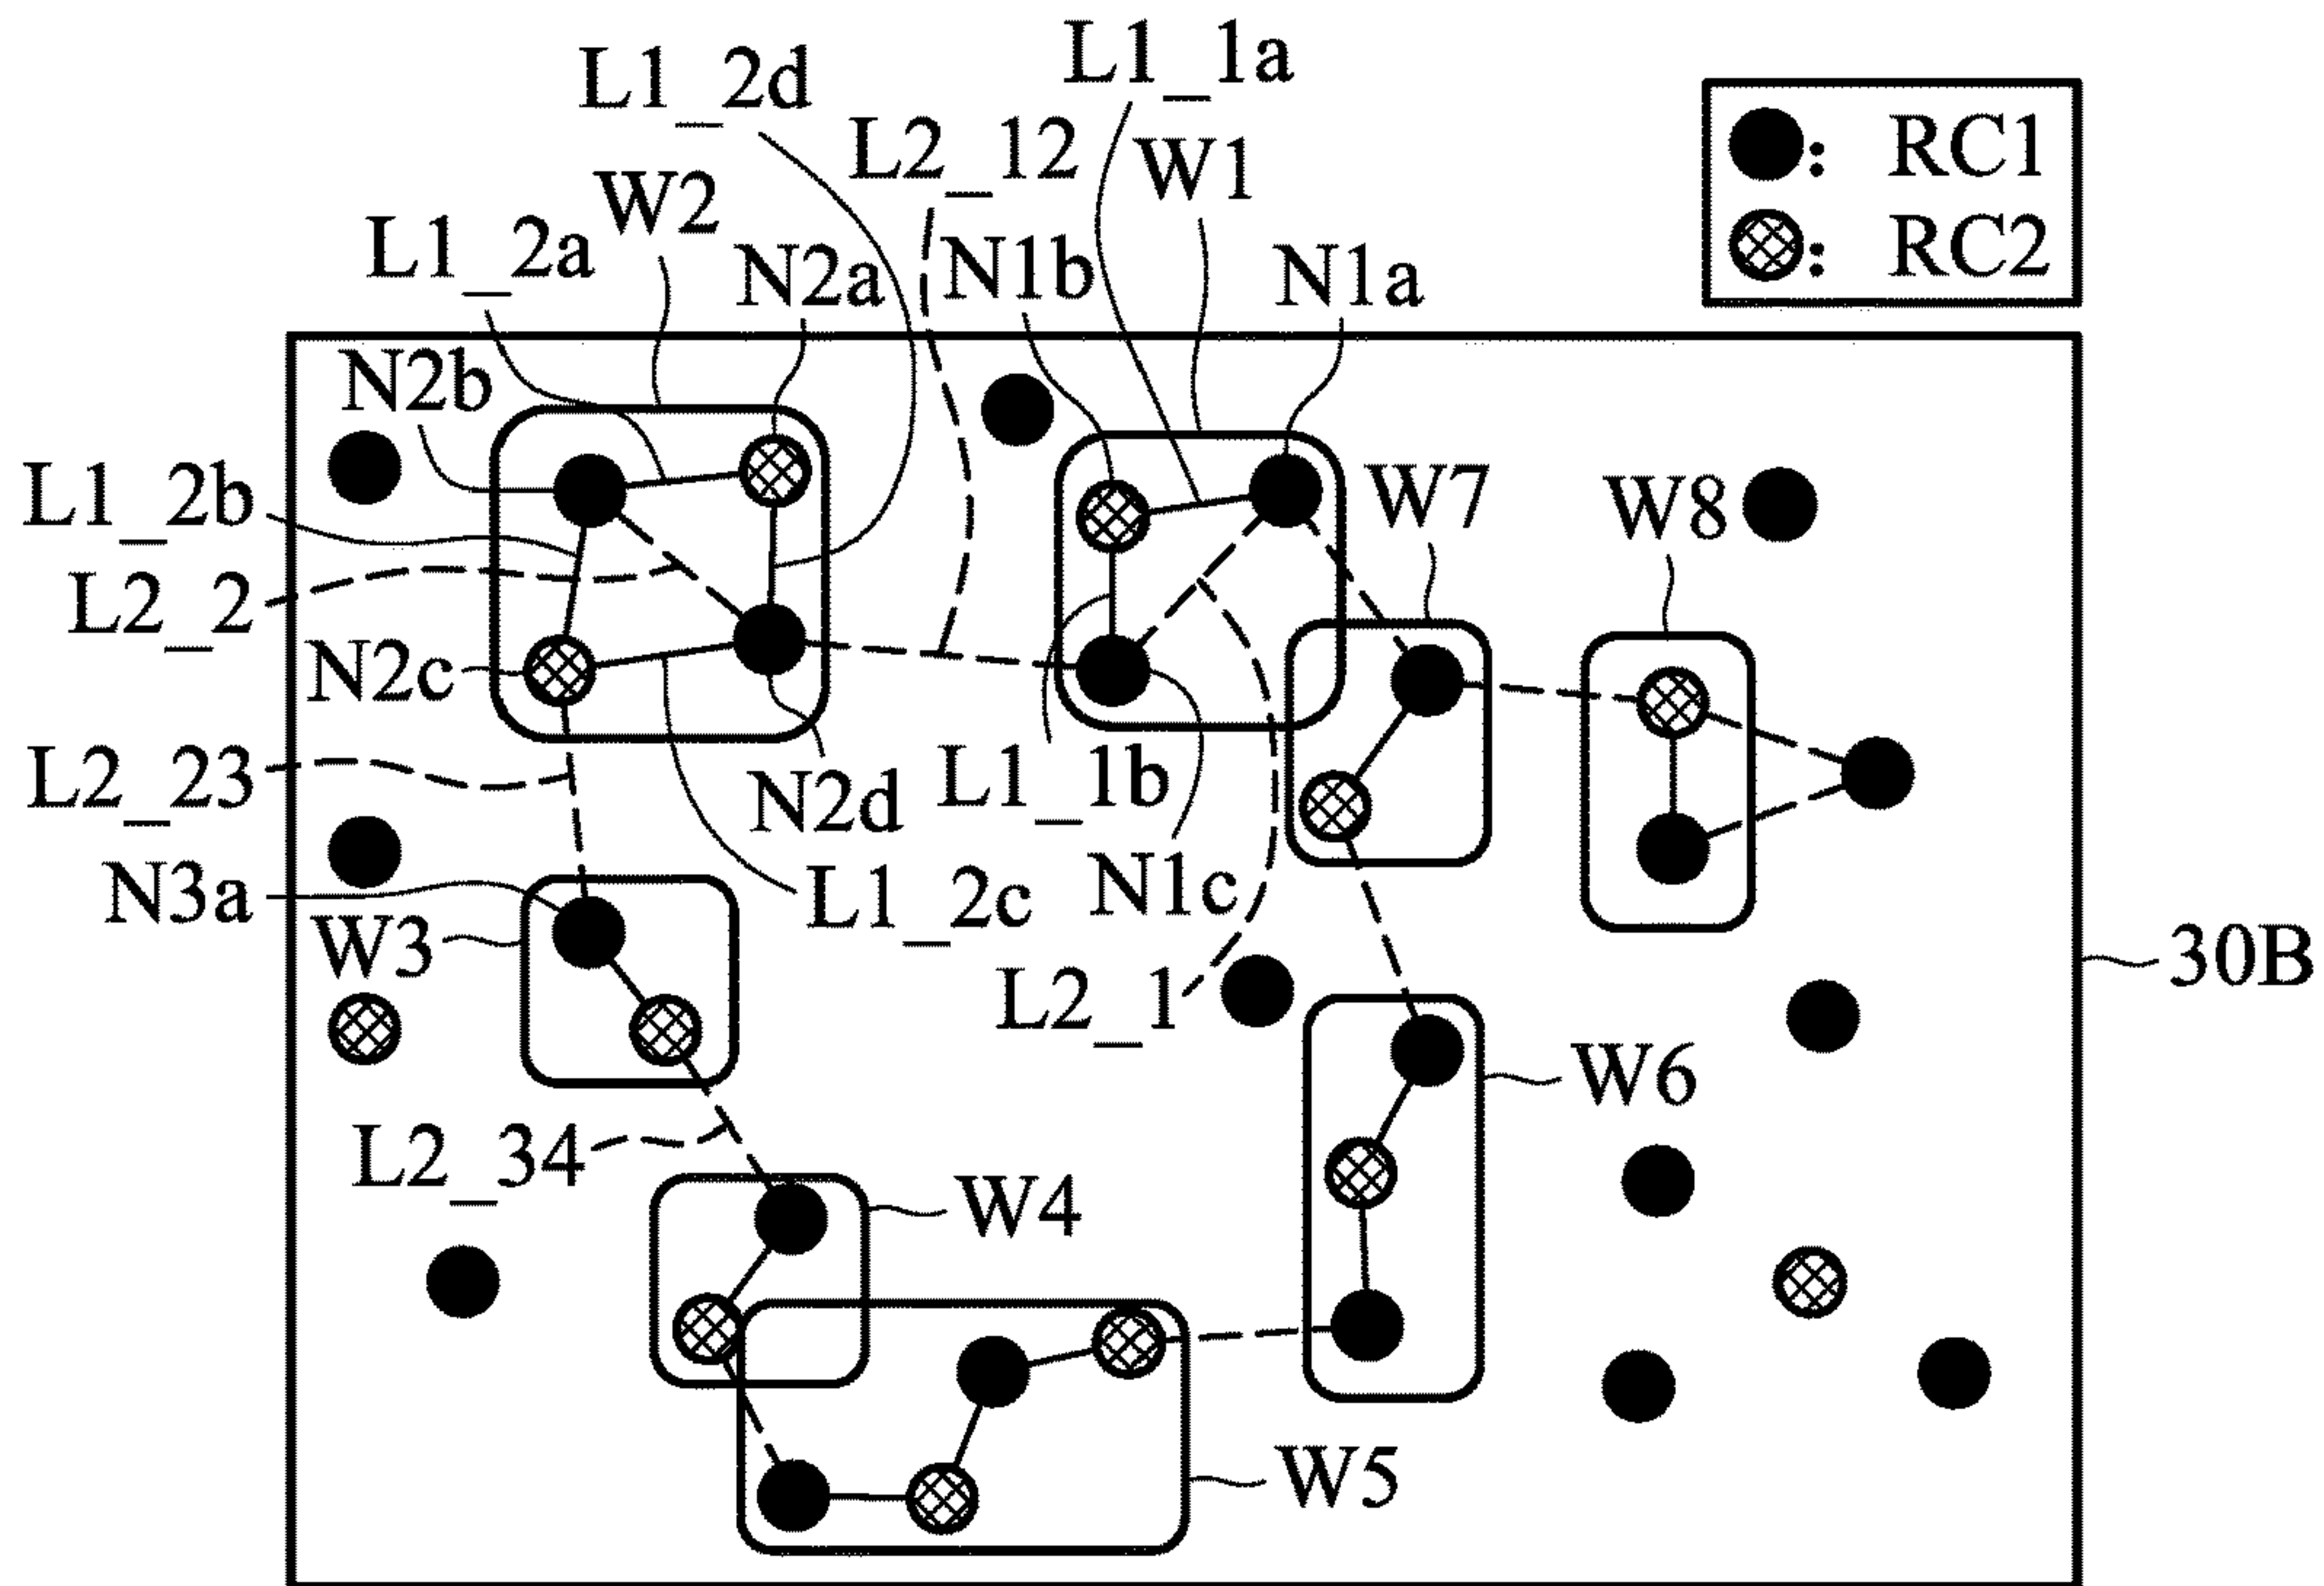 L1_1a
L1_2d
L2_12
W1
: RC1
W2
L1_2a
N2a
N1b
N1a
: RC2
N2b
L1_2b
W7
W8
L2_2
N2c
L2_23
N2d
L1_1b
N3a
L1_2c
N1c
W3
L2_1
30B
W6
L2_34
W4
W5